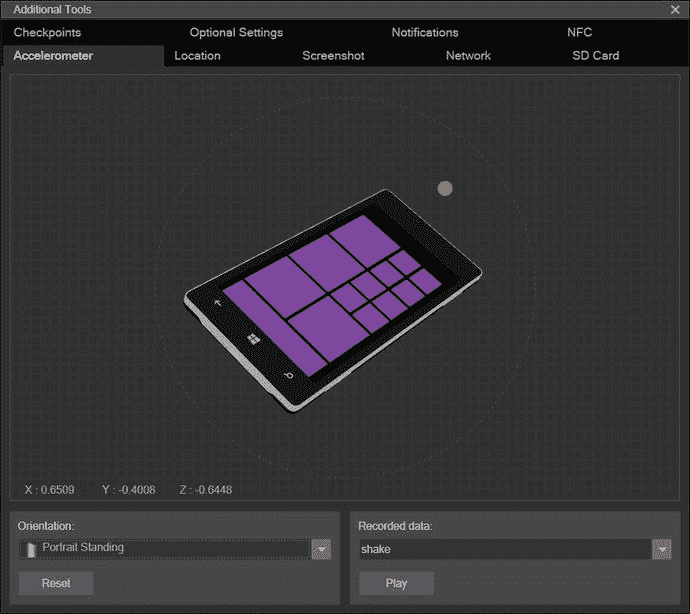 Additional Tools
Checkpoints Optional Settings Notifications NFC
Accelerometer Location Screenshot Network SD Card
X : 0.6509 Y : -0.4008 Z : -0.6448
Orientation: Recorded data:
Portrait Standing shake
Reset Play